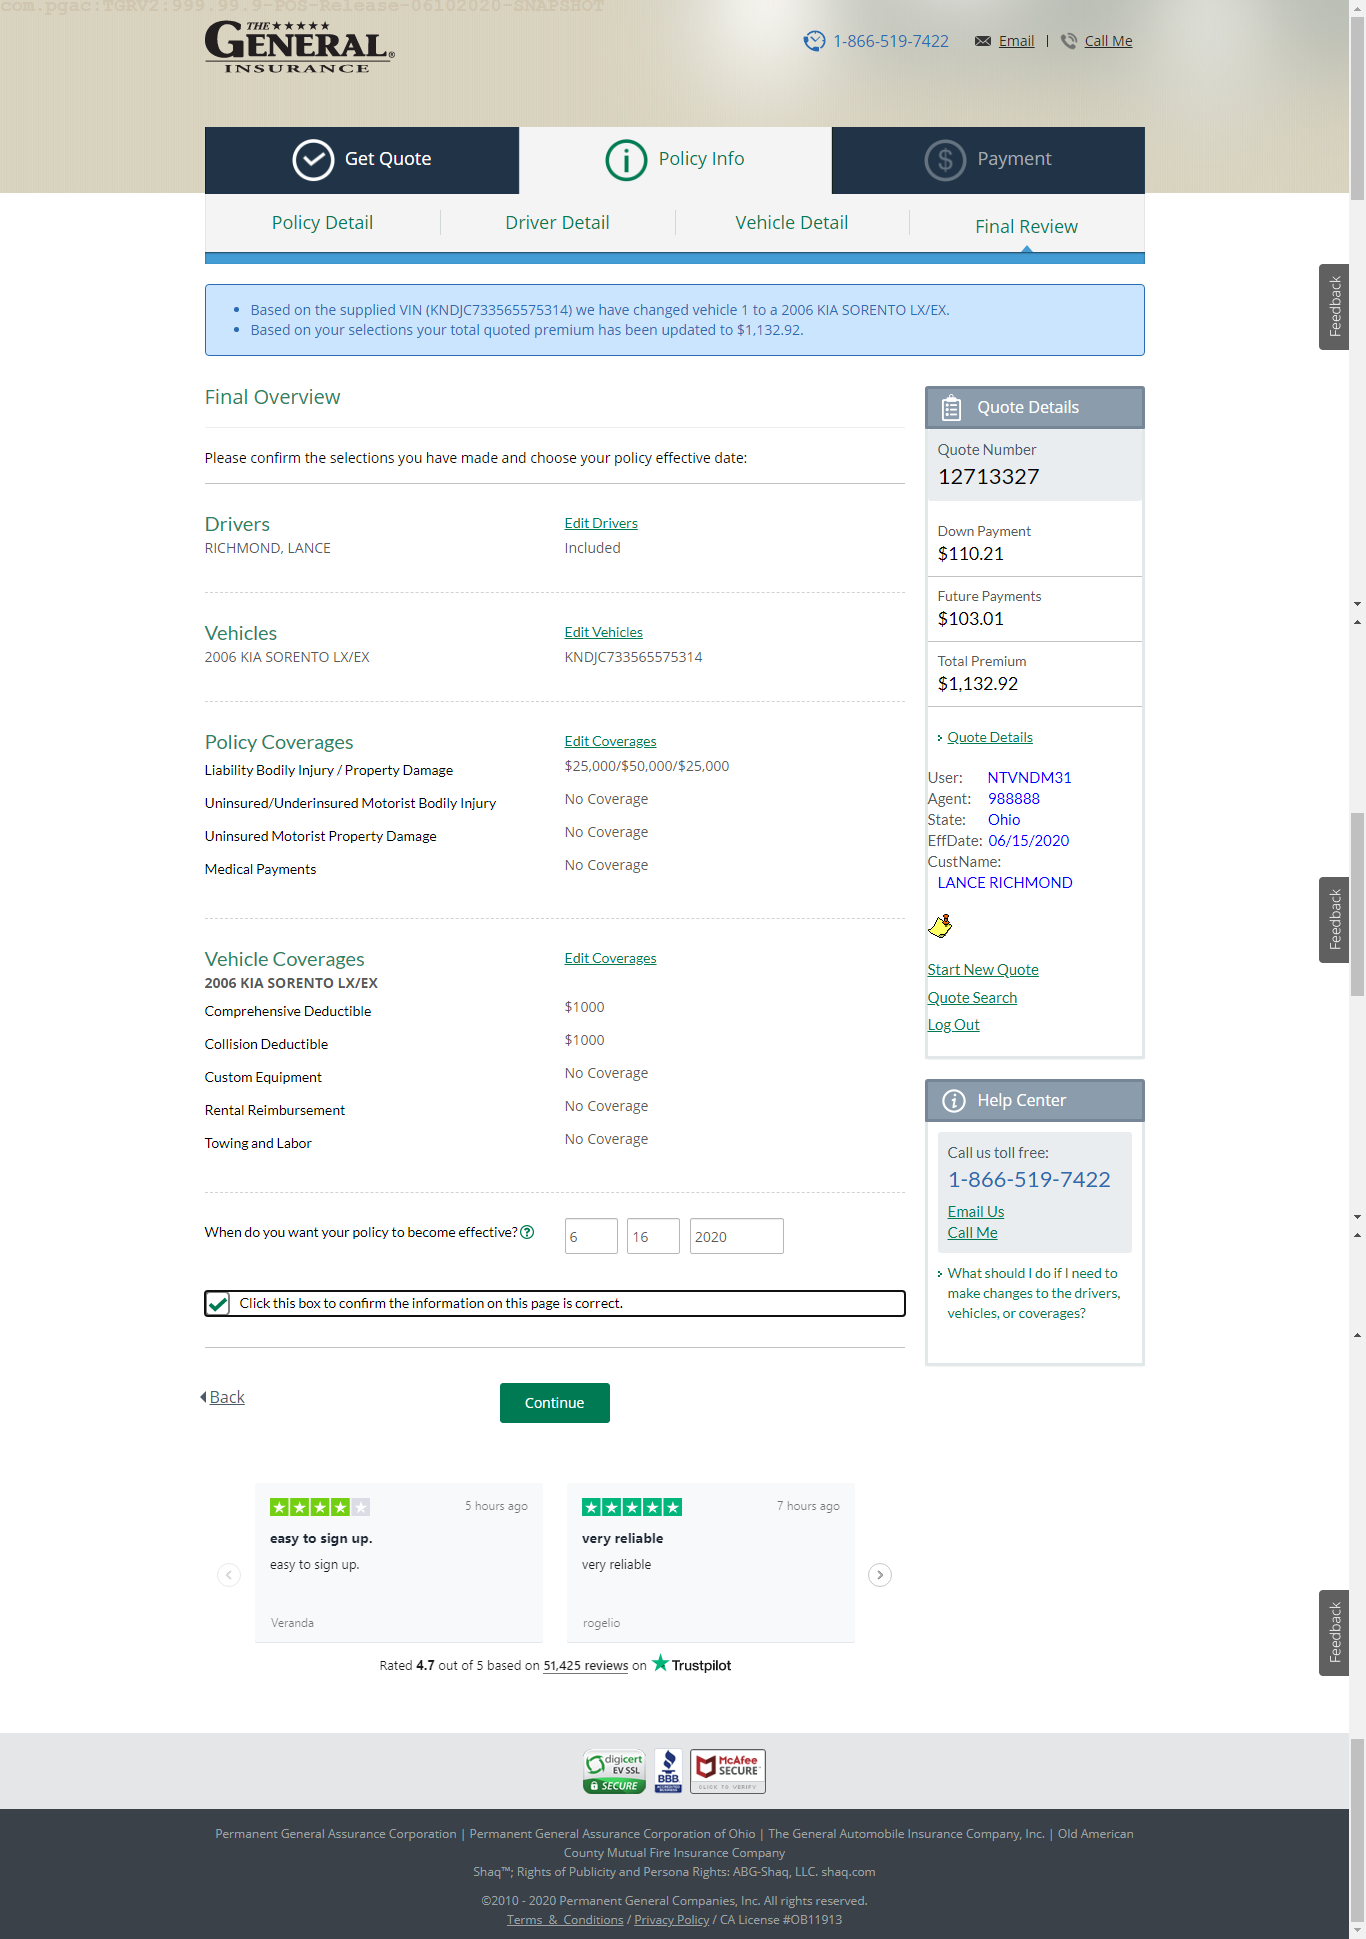 com.pgac:TGRV2:999.99.9-POS-Release-06102020-SNAPSHOT
THE
GENERAL®
INSURANCE
1-866-519-7422
Email | Call Me
Get Quote
Policy Info
$ Payment
Policy Detail
Driver Detail
Vehicle Detail
Final Review
Feedback
• Based on the supplied VIN (KNDJC733565575314) we have changed vehicle 1 to a 2006 KIA SORENTO LX/EX.
• Based on your selections your total quoted premium has been updated to $1,132.92.
Final Overview
Please confirm the selections you have made and choose your policy effective date:
Drivers
Edit Drivers
RICHMOND, LANCE
Included
Vehicles
Edit Vehicles
2006 KIA SORENTO LX/EX
KNDJC733565575314
Policy Coverages
Edit Coverages
Liability Bodily Injury / Property Damage
$25,000/$50,000/$25,000
Uninsured/Underinsured Motorist Bodily Injury
No Coverage
Uninsured Motorist Property Damage
No Coverage
Medical Payments
No Coverage
Vehicle Coverages
Edit Coverages
2006 KIA SORENTO LX/EX
Comprehensive Deductible
$1000
Collision Deductible
$1000
Custom Equipment
No Coverage
Rental Reimbursement
No Coverage
Towing and Labor
No Coverage
When do you want your policy to become effective? ?
6
16
2020
Click this box to confirm the information on this page is correct.
Back
Continue
Quote Details
Quote Number
12713327
Down Payment
$110.21
Future Payments
$103.01
Total Premium
$1,132.92
Quote Details
User: NTVNDM31
Agent: 988888
State: Ohio
EffDate: 06/15/2020
CustName:
LANCE RICHMOND
Start New Quote
Quote Search
Log Out
Feedback
Help Center
Call us toll free:
1-866-519-7422
Email Us
Call Me
What should I do if I need to
make changes to the drivers,
vehicles, or coverages?
5 hours ago
easy to sign up.
easy to sign up.
Veranda
7 hours ago
very reliable
very reliable
rogelio
Rated 4.7 out of 5 based on 51,425 reviews on Trustpilot
Feedback
digicert
EV SSL
SECURE
BBB
ACCREDITED
BUSINESS
McAfee
SECURE
CLICK TO VERIFY
Permanent General Assurance Corporation | Permanent General Assurance Corporation of Ohio | The General Automobile Insurance Company, Inc. | Old American
County Mutual Fire Insurance Company
Shaq™; Rights of Publicity and Persona Rights: ABG-Shaq, LLC. shaq.com
©2010 - 2020 Permanent General Companies, Inc. All rights reserved.
Terms & Conditions / Privacy Policy / CA License #OB11913